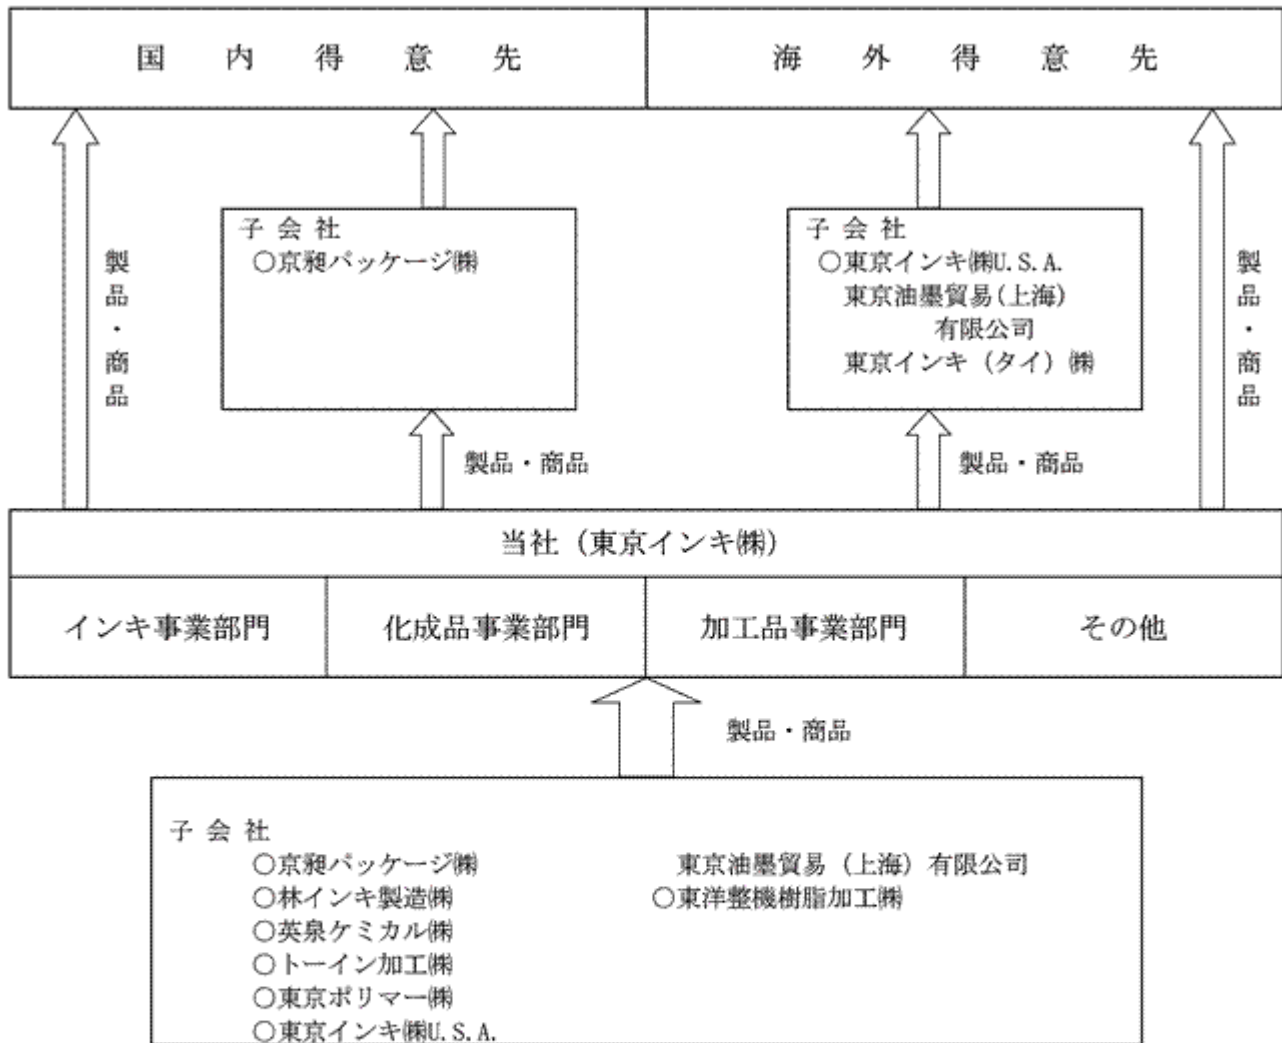 国内得意先
海外得意先
子会社
○京昶パッケージ㈱
子会社
○東京インキ㈱U.S.A.
東京油墨貿易(上海)
有限公司
東京インキ（タイ）㈱
製品・商品
製品・商品
製品・商品
製品・商品
当社（東京インキ㈱）
インキ事業部門
化成品事業部門
加工品事業部門
その他
製品・商品
子会社
○京昶パッケージ㈱
○林インキ製造㈱
○英泉ケミカル㈱
○トーイン加工㈱
○東京ポリマー㈱
○東京インキ㈱U.S.A.
東京油墨貿易（上海）有限公司
○東洋整機樹脂加工㈱